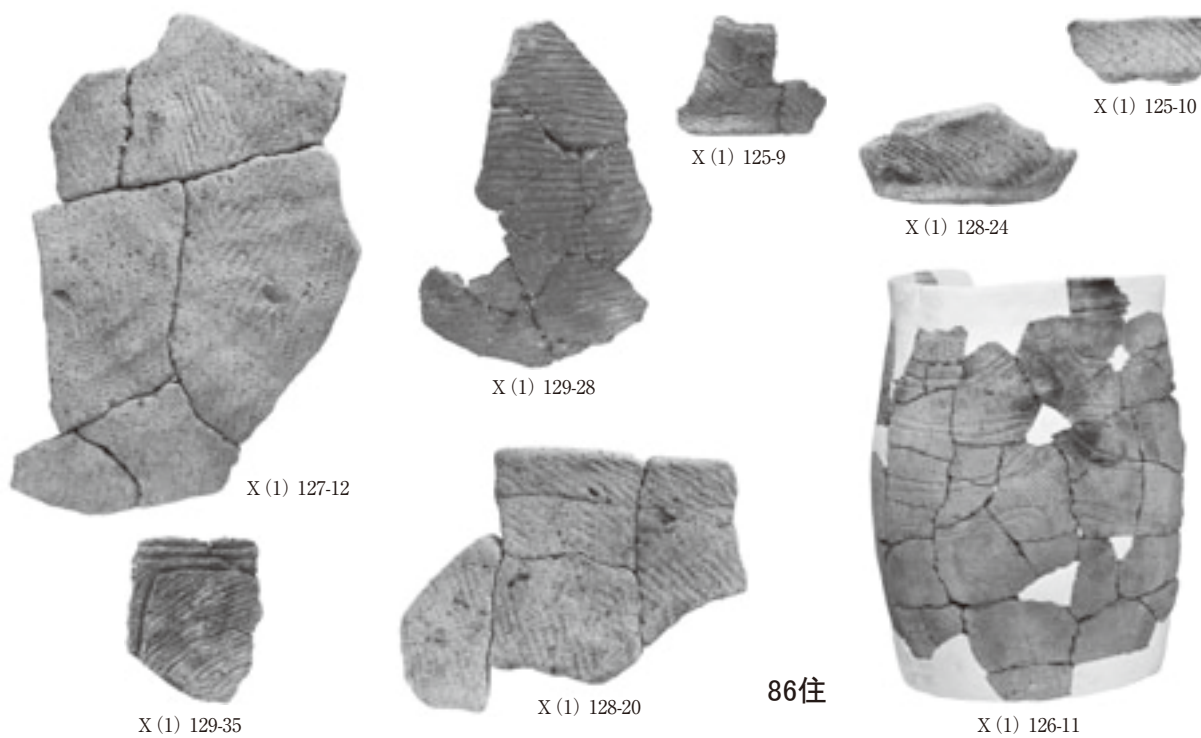 X (1) 125-10
X (1) 125-9
X (1) 128-24
X (1) 129-28
X (1) 127-12
86住
X (1) 128-20
X (1) 129-35
X (1) 126-11